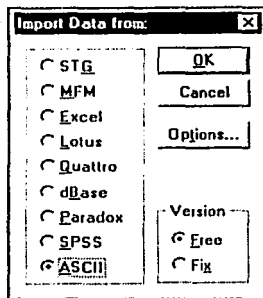 Import Data from:
STG
MFM
Excel
Lotus
Quattro
dBase
Paradox
SPSS
ASCII
OK
Cancel
Options...
Version
Free
Fix